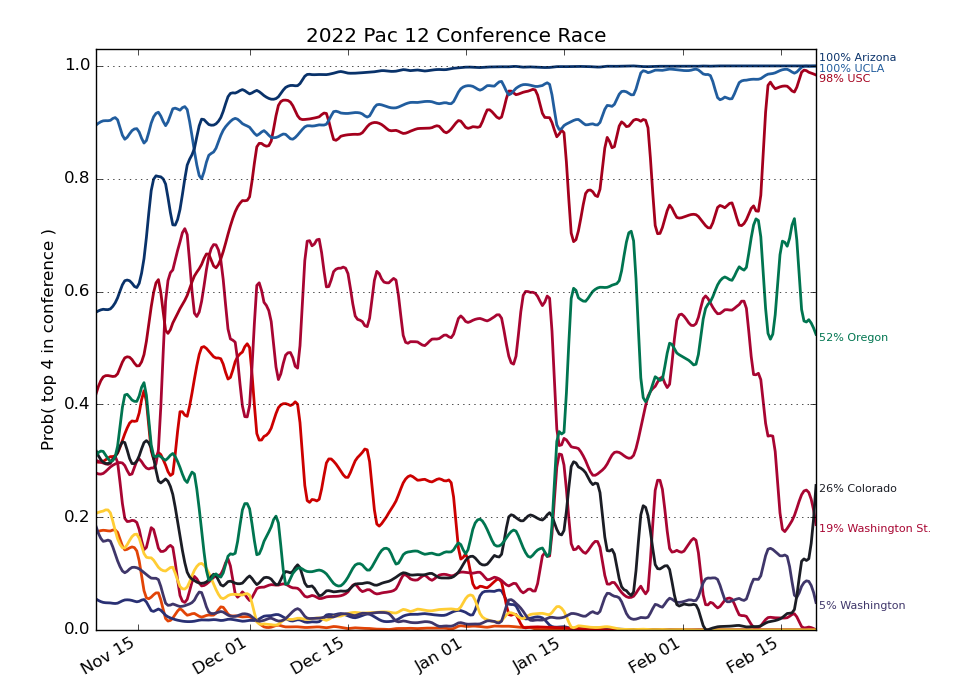 2022 Pac 12 Conference Race
Prob( top 4 in conference )
1.0
0.8
0.6
0.4
0.2
0.0
Nov 15
Dec 01
Dec 15
Jan 01
Jan 15
Feb 01
Feb 15
100% Arizona
100% UCLA
98% USC
52% Oregon
26% Colorado
19% Washington St.
5% Washington